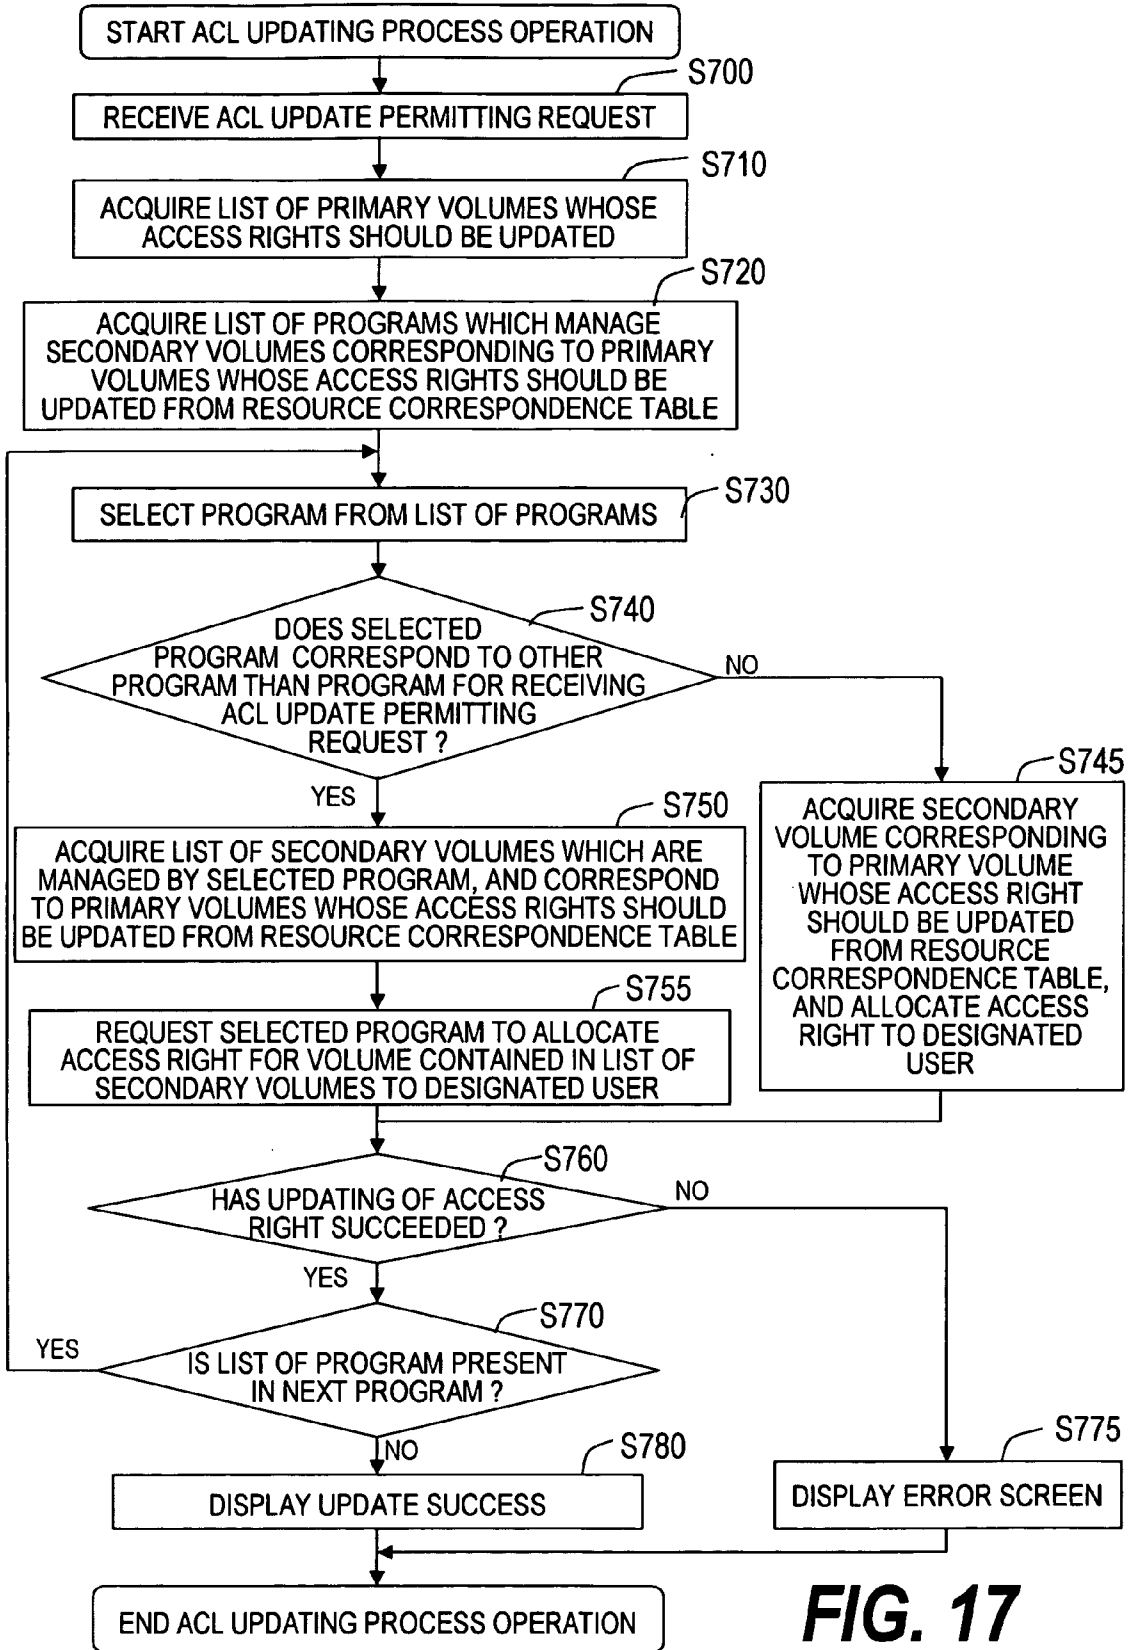 START ACL UPDATING PROCESS OPERATION
S700
RECEIVE ACL UPDATE PERMITTING REQUEST
S710
ACQUIRE LIST OF PRIMARY VOLUMES WHOSE
ACCESS RIGHTS SHOULD BE UPDATED
S720
ACQUIRE LIST OF PROGRAMS WHICH MANAGE
SECONDARY VOLUMES CORRESPONDING TO PRIMARY
VOLUMES WHOSE ACCESS RIGHTS SHOULD BE
UPDATED FROM RESOURCE CORRESPONDENCE TABLE
S730
SELECT PROGRAM FROM LIST OF PROGRAMS
S740
DOES SELECTED
PROGRAM CORRESPOND TO OTHER
PROGRAM THAN PROGRAM FOR RECEIVING
ACL UPDATE PERMITTING
REQUEST ?
NO
YES
S745
ACQUIRE SECONDARY
VOLUME CORRESPONDING
TO PRIMARY VOLUME
WHOSE ACCESS RIGHT
SHOULD BE UPDATED
FROM RESOURCE
CORRESPONDENCE TABLE,
AND ALLOCATE ACCESS
RIGHT TO DESIGNATED
USER
S750
ACQUIRE LIST OF SECONDARY VOLUMES WHICH ARE
MANAGED BY SELECTED PROGRAM, AND CORRESPOND
TO PRIMARY VOLUMES WHOSE ACCESS RIGHTS SHOULD
BE UPDATED FROM RESOURCE CORRESPONDENCE TABLE
S755
REQUEST SELECTED PROGRAM TO ALLOCATE
ACCESS RIGHT FOR VOLUME CONTAINED IN LIST OF
SECONDARY VOLUMES TO DESIGNATED USER
S760
HAS UPDATING OF ACCESS
RIGHT SUCCEEDED ?
NO
YES
S770
YES
IS LIST OF PROGRAM PRESENT
IN NEXT PROGRAM ?
NO
S780
DISPLAY UPDATE SUCCESS
S775
DISPLAY ERROR SCREEN
END ACL UPDATING PROCESS OPERATION
FIG. 17